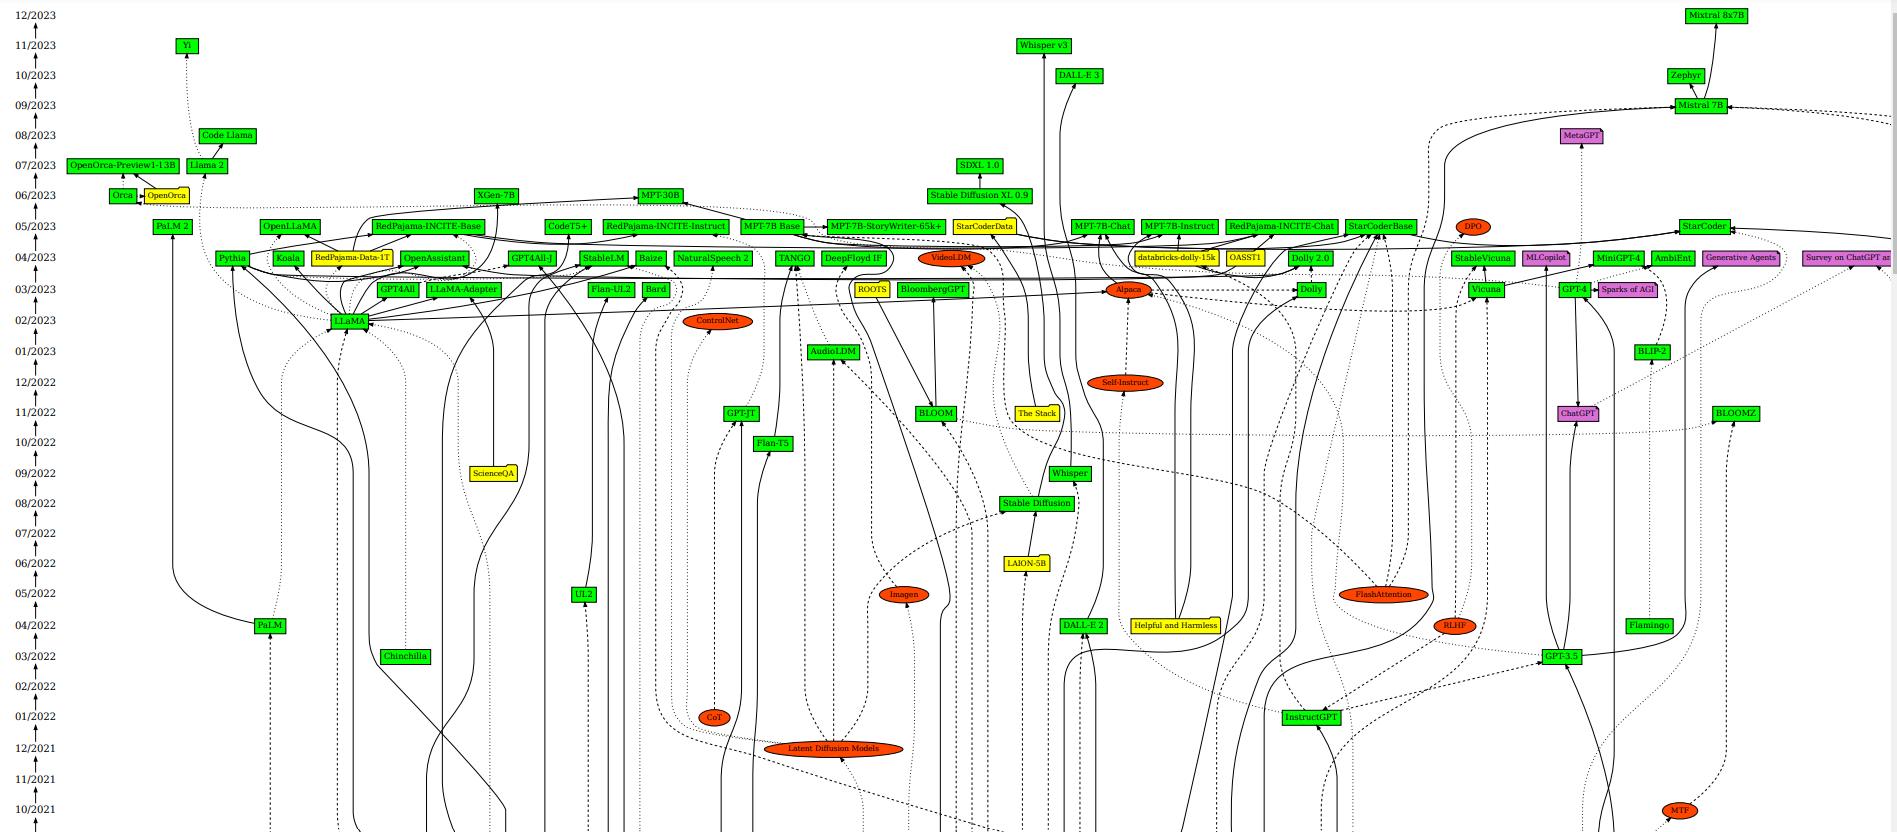 12/2023
Mixtral 8x7B
11/2023
Yi
Whisper v3
10/2023
DALL-E 3
Zephyr
09/2023
Mistral 7B
08/2023
Code Llama
MetaGPT
07/2023
OpenOrca-Preview1-13B
Llama 2
SDXL 1.0
06/2023
Orca
OpenOrca
XGen-7B
MPT-30B
Stable Diffusion XL 0.9
05/2023
PaLM 2
OpenLLaMA
RedPajama-INCITE-Base
CodeT5+
RedPajama-INCITE-Instruct
MPT-7B Base
MPT-7B-StoryWriter-65k+
StarCoderData
MPT-7B-Chat
MPT-7B-Instruct
RedPajama-INCITE-Chat
StarCoderBase
DPO
StarCoder
04/2023
Pythia
Koala
RedPajama-Data-1T
OpenAssistant
GPT4All-J
StableLM
Baize
NaturalSpeech 2
TANGO
DeepFloyd IF
VideoLDM
databricks-dolly-15k
OASST1
Dolly 2.0
StableVicuna
MLCopilot
MiniGPT-4
AmbiEnt
Generative Agents
Survey on ChatGPT an
03/2023
GPT4All
LLaMA-Adapter
Flan-UL2
Bard
ROOTS
BloombergGPT
Alpaca
Dolly
Vicuna
GPT-4
Sparks of AGI
02/2023
LLaMA
ControlNet
01/2023
AudioLDM
BLIP-2
12/2022
Self-Instruct
11/2022
GPT-JT
BLOOM
The Stack
ChatGPT
BLOOMZ
10/2022
Flan-T5
09/2022
ScienceQA
Whisper
08/2022
Stable Diffusion
07/2022
06/2022
LAION-5B
05/2022
UL2
Imagen
FlashAttention
04/2022
PaLM
DALL-E 2
Helpful and Harmless
RLHF
Flamingo
03/2022
Chinchilla
GPT-3.5
02/2022
01/2022
CoT
InstructGPT
12/2021
Latent Diffusion Models
11/2021
10/2021
MTF